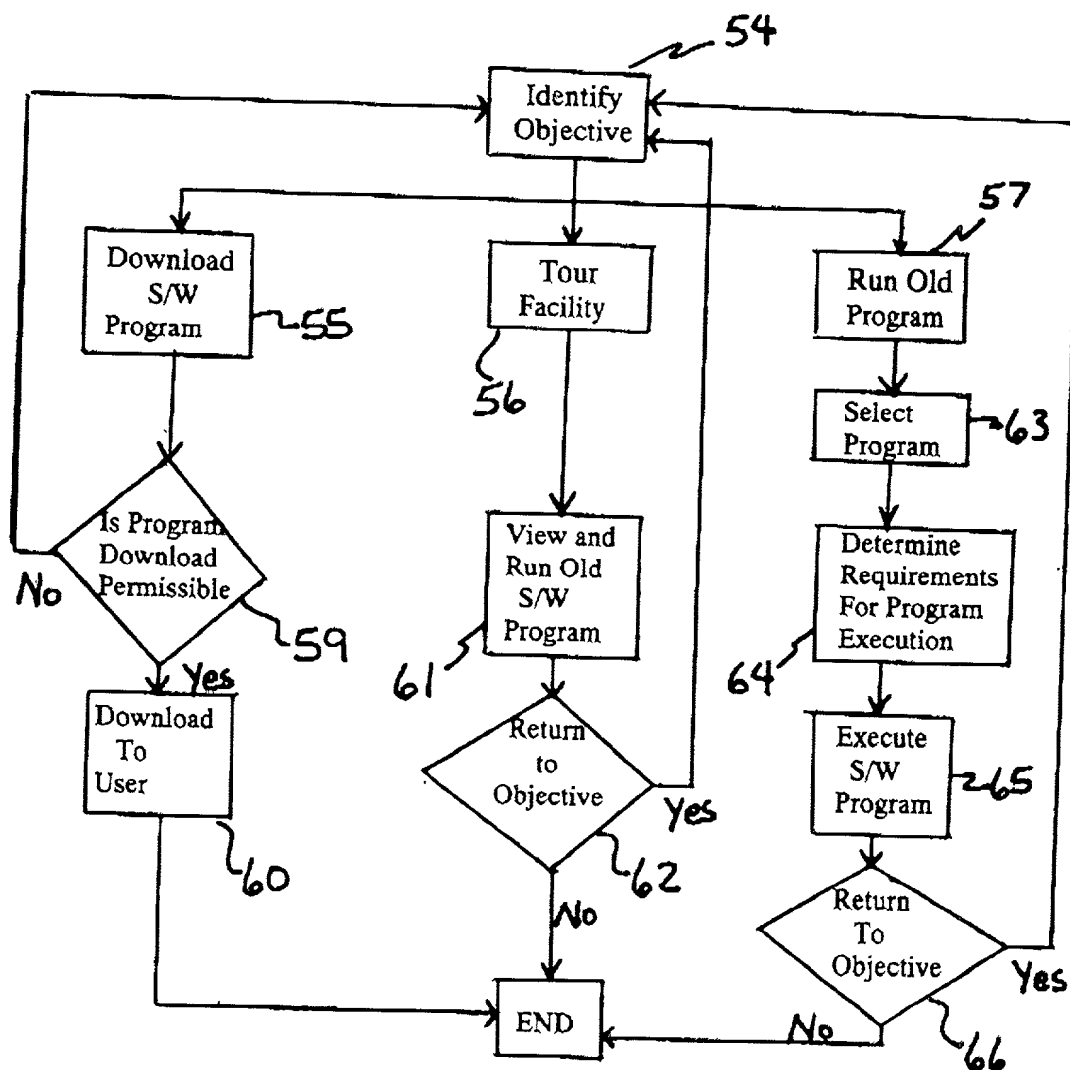 54
Identify
Objective
57
Download
S/W
Program
55
Tour
Facility
56
Run Old
Program
Select
Program
63
Is Program
Download
Permissible
No
59
Yes
Download
To
User
60
View and
Run Old
S/W
Program
61
Return
to
Objective
Yes
62
No
Determine
Requirements
For Program
Execution
64
Execute
S/W
Program
65
Return
To
Objective
Yes
66
No
END